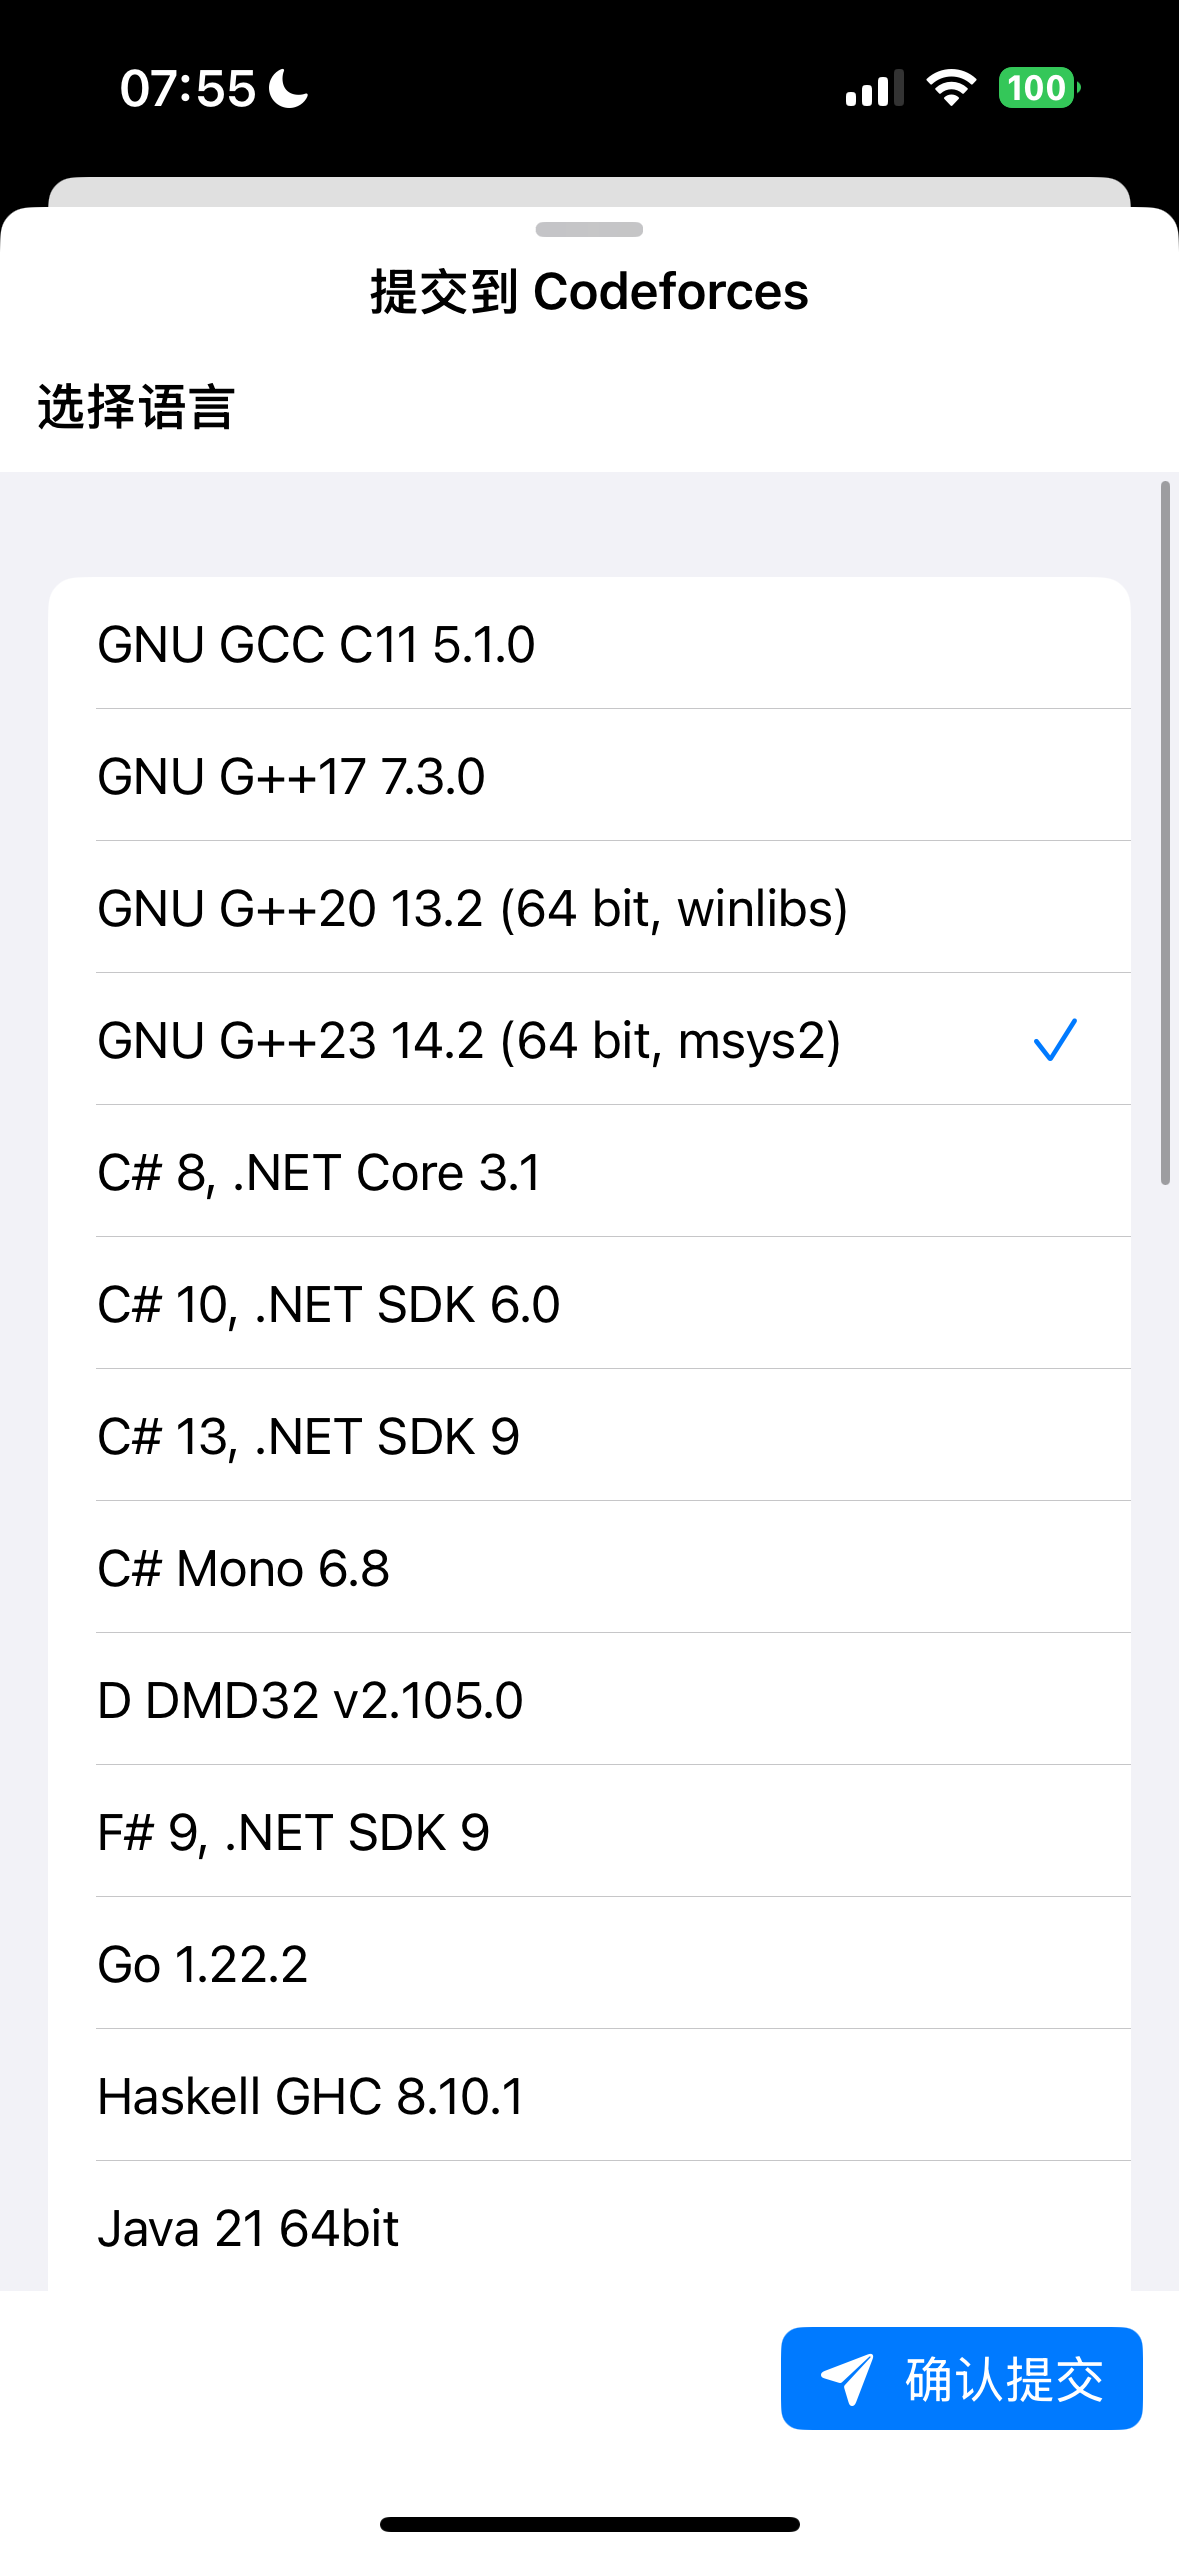 07:55
100
提交到 Codeforces
选择语言
GNU GCC C11 5.1.0
GNU G++17 7.3.0
GNU G++20 13.2 (64 bit, winlibs)
GNU G++23 14.2 (64 bit, msys2)
C# 8, .NET Core 3.1
C# 10, .NET SDK 6.0
C# 13, .NET SDK 9
C# Mono 6.8
D DMD32 v2.105.0
F# 9, .NET SDK 9
Go 1.22.2
Haskell GHC 8.10.1
Java 21 64bit
确认提交